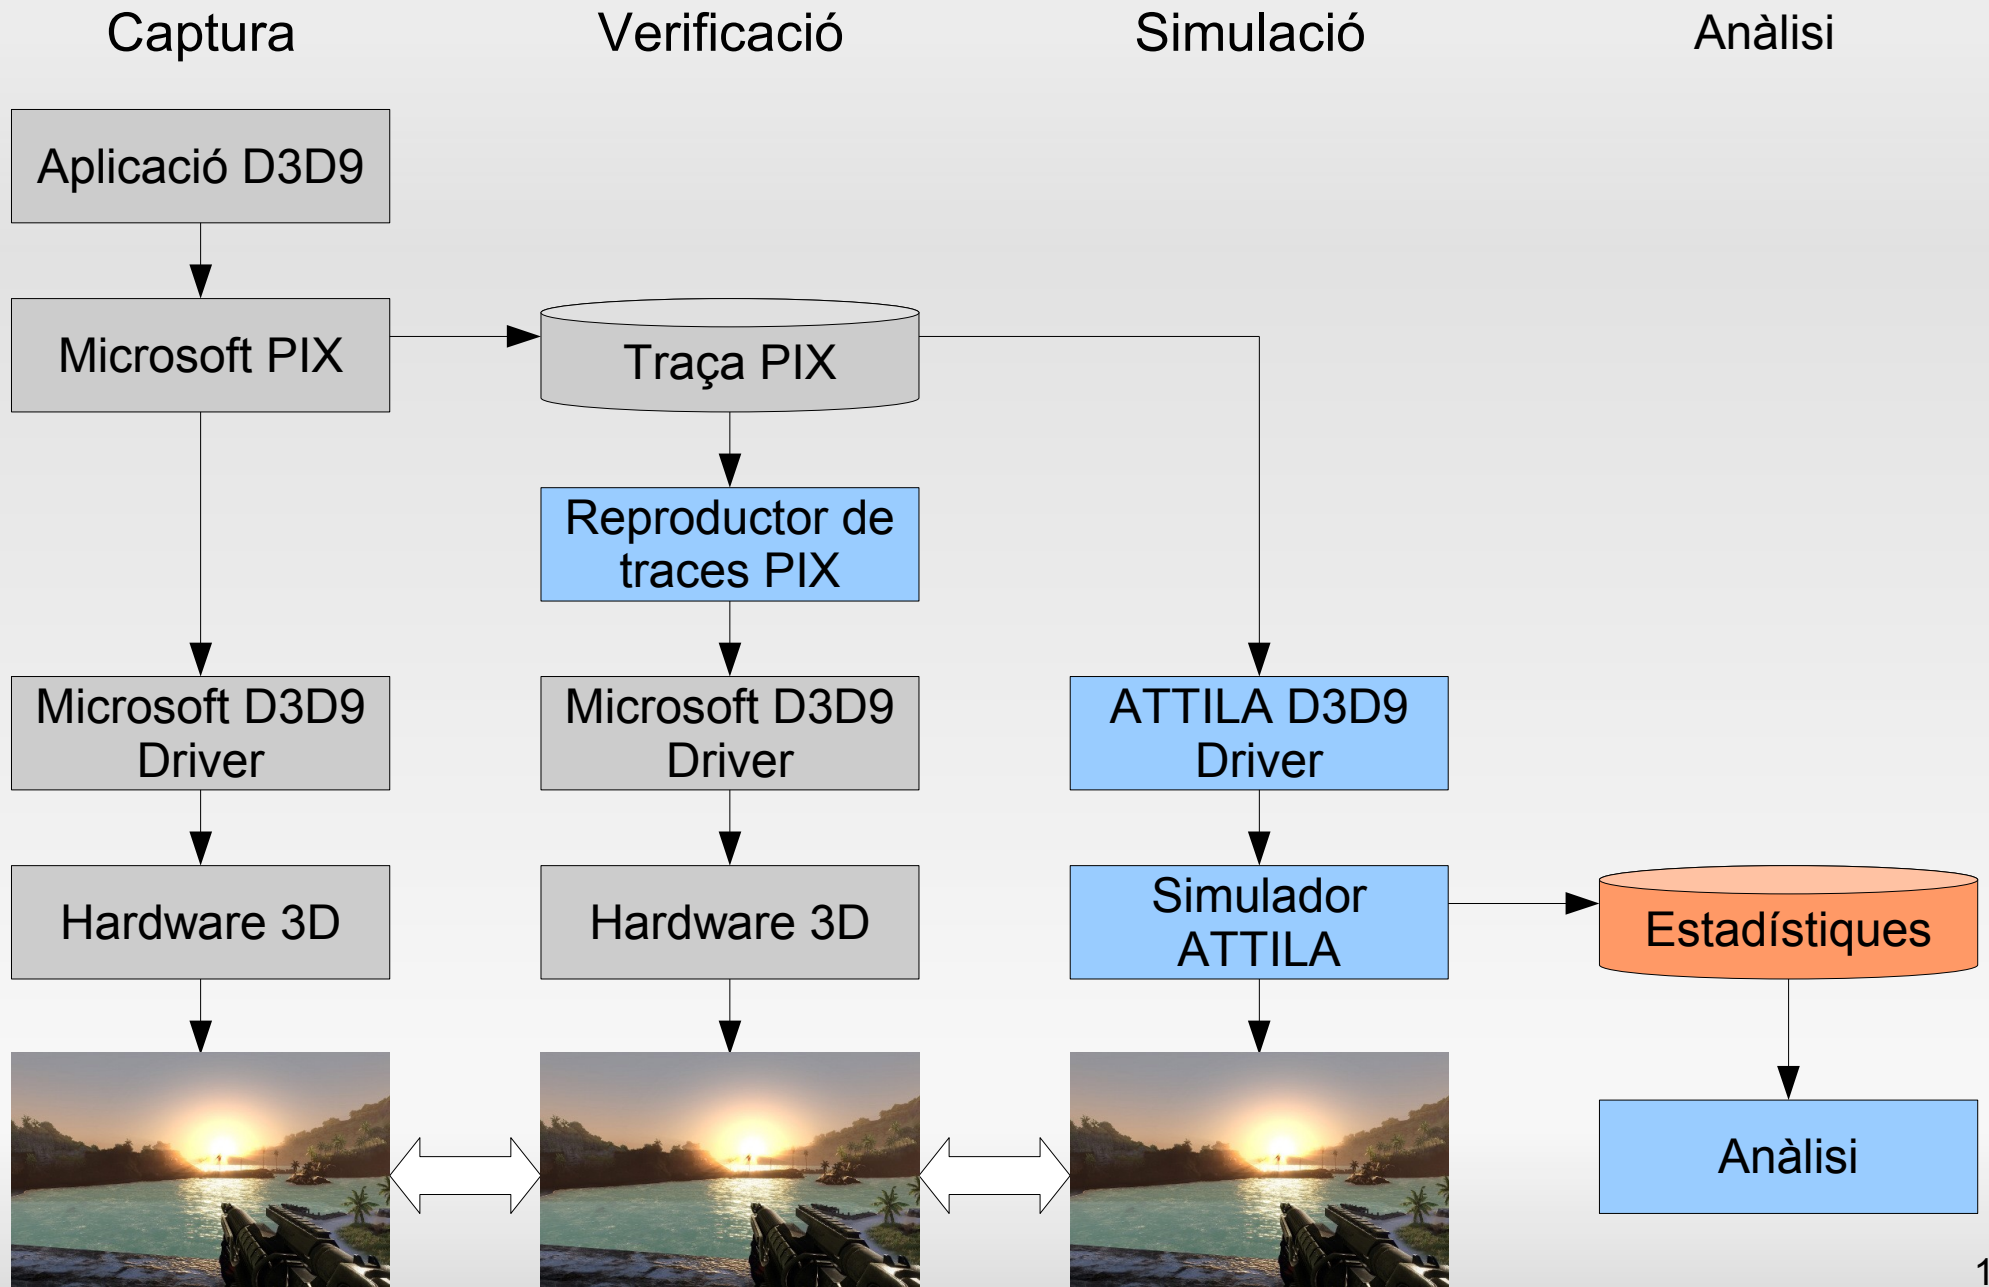 Captura
Verificació
Simulació
Anàlisi
Aplicació D3D9
Microsoft PIX
Traça PIX
Reproductor de
traces PIX
Microsoft D3D9
Driver
Microsoft D3D9
Driver
ATTILA D3D9
Driver
Hardware 3D
Hardware 3D
Simulador
ATTILA
Estadístiques
Anàlisi
1